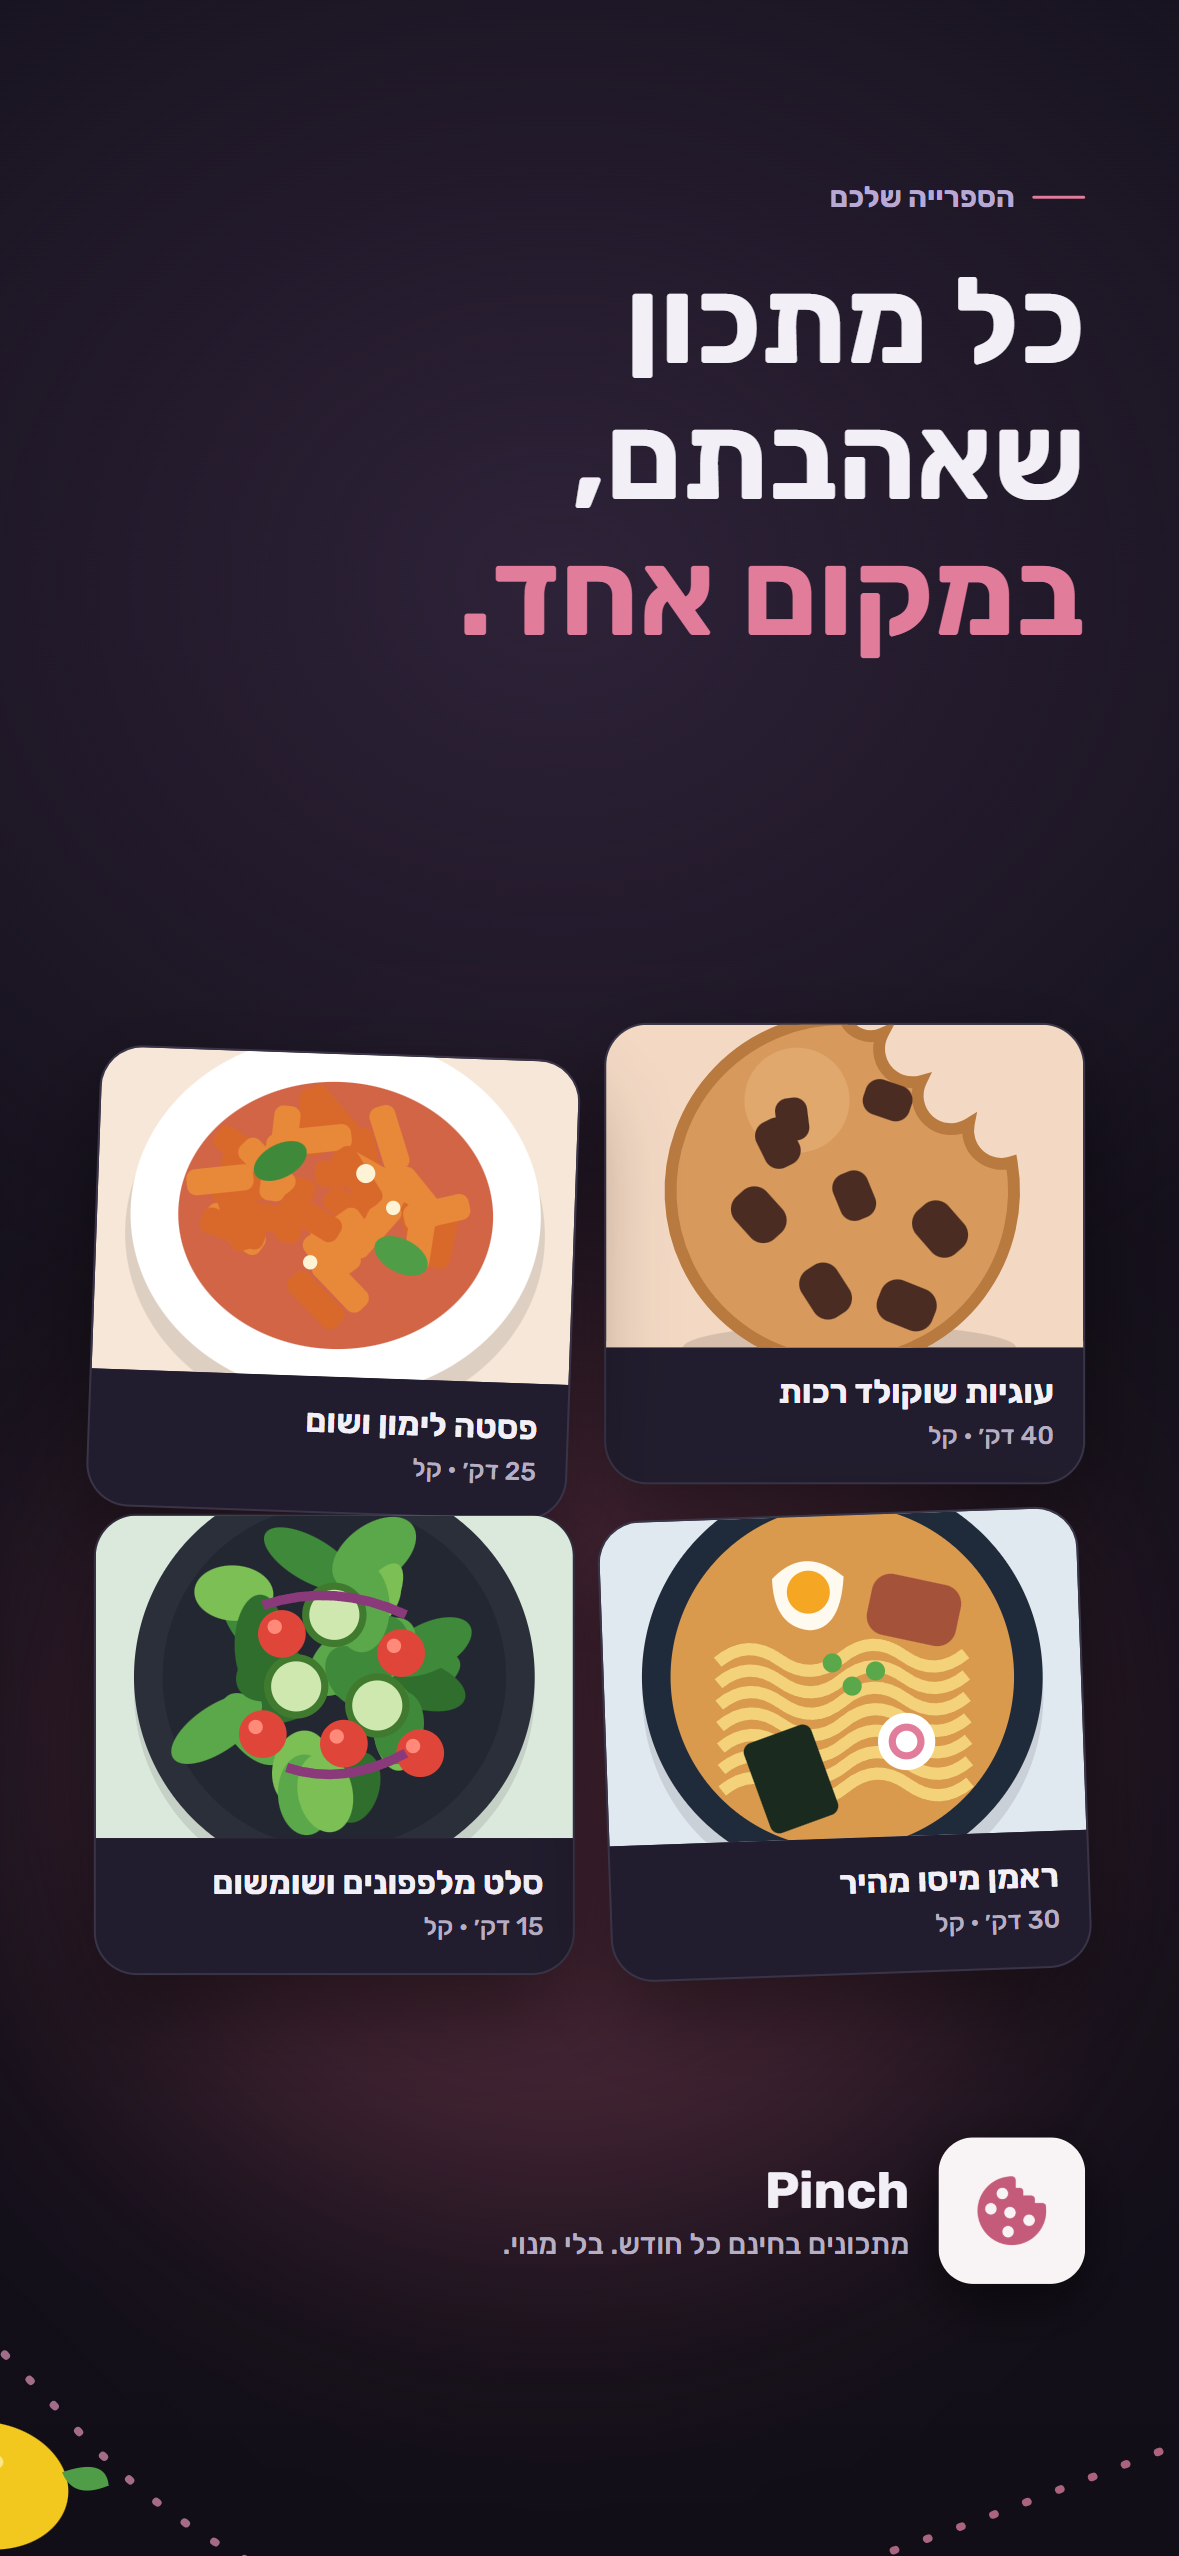 הספרייה שלכם
כל מתכון
שאהבתם,
במקום אחד.
עוגיות שוקולד רכות
40 דק׳ • קל
פסטה לימון ושום
25 דק׳ • קל
ראמן מיסו מהיר
30 דק׳ • קל
סלט מלפפונים ושומשום
15 דק׳ • קל
Pinch
מתכונים בחינם כל חודש. בלי מנוי.